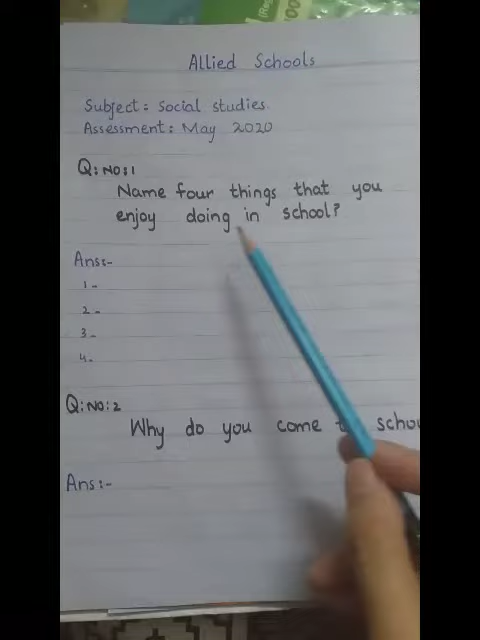 Allied Schools
Subject: Social studies.
Assessment: May 2020
Q:NO:1
Name four things that you
enjoy doing in school?
Ans:-
1-
2-
3-
4-
Q:NO:2
Why do you come
Ans:-